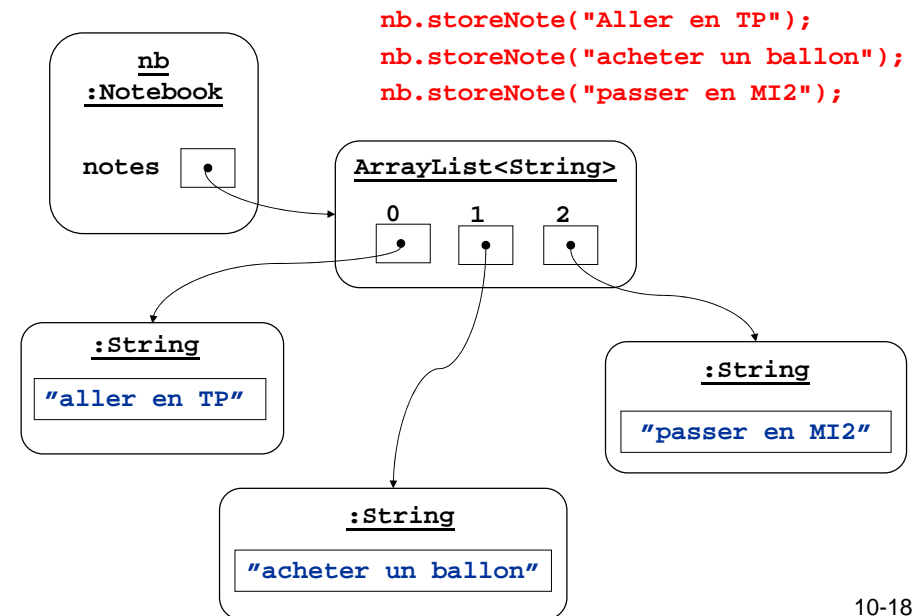 nb.storeNote("Aller en TP");
nb.storeNote("acheter un ballon");
nb.storeNote("passer en MI2");
nb
:Notebook
notes
ArrayList<String>
0 1 2
:String
"aller en TP"
:String
"passer en MI2"
:String
"acheter un ballon"
10-18